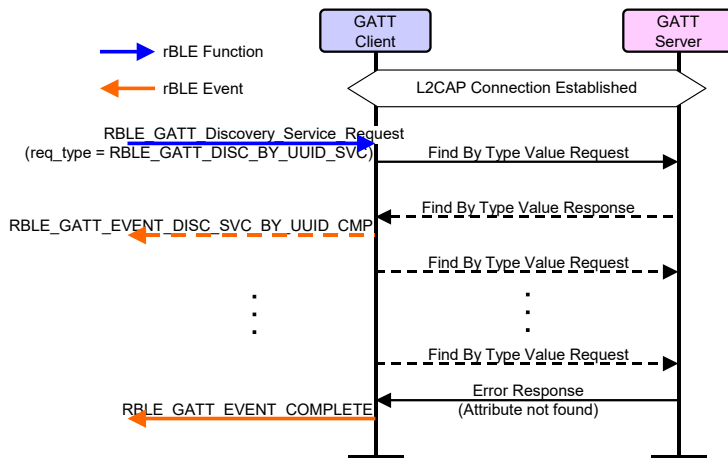 GATT
Client
GATT
Server
rBLE Function
rBLE Event
L2CAP Connection Established
RBLE_GATT_Discovery_Service_Request
(req_type = RBLE_GATT_DISC_BY_UUID_SVC)
Find By Type Value Request
Find By Type Value Response
RBLE_GATT_EVENT_DISC_SVC_BY_UUID_CMP
Find By Type Value Request
Find By Type Value Request
Error Response
(Attribute not found)
RBLE_GATT_EVENT_COMPLETE